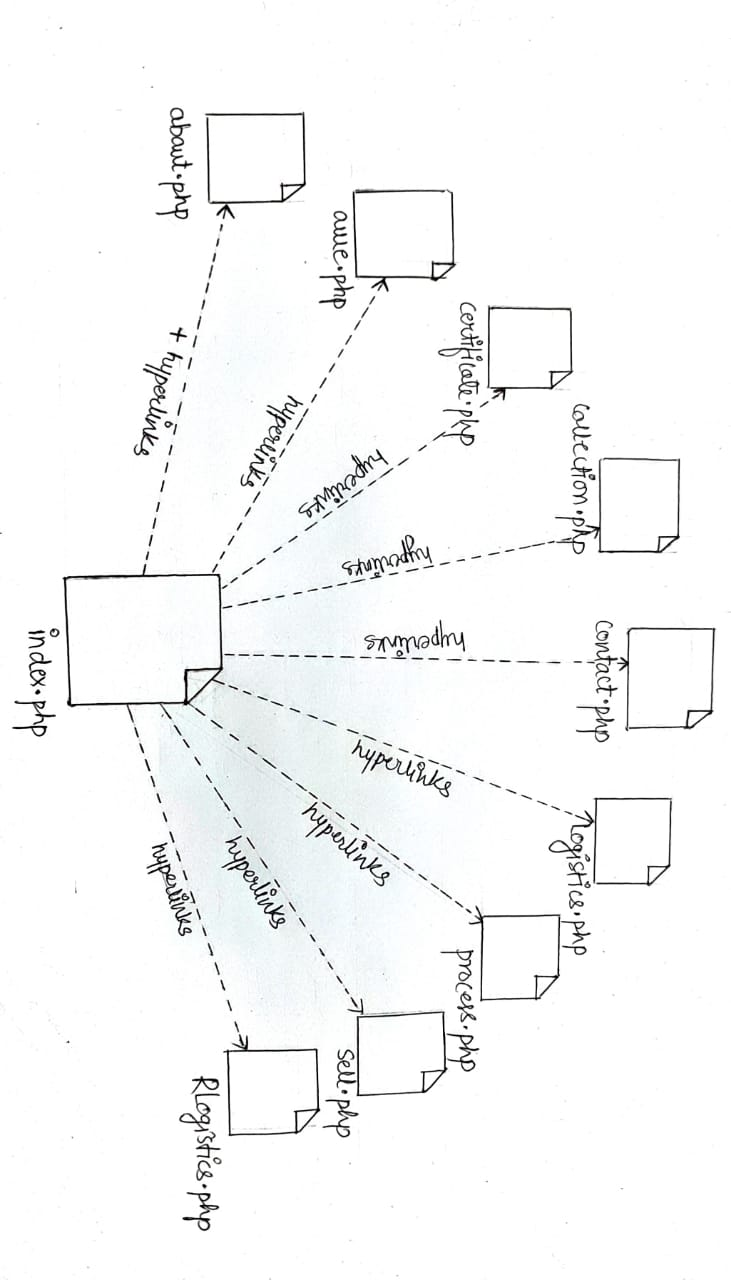 contact.php
collection.php
logistics.php
certificate.php
process.php
hyperlinks
hyperlinks
hyperlinks
awe.php
sell.php
hyperlinks
hyperlinks
hyperlinks
hyperlinks
about.php
RLogistics.php
+ hyperlinks
hyperlinks
index.php